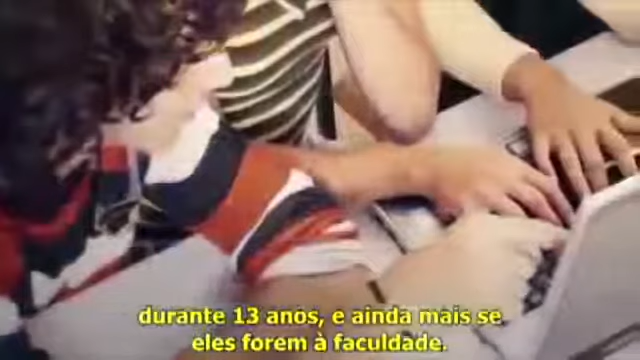 durante 13 anos, e ainda mais se
eles forem à faculdade.